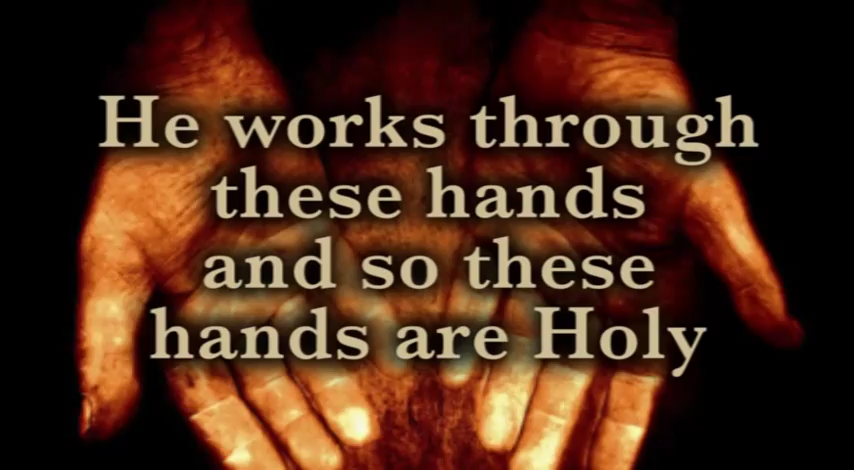 He works through
these hands
and so these
hands are Holy